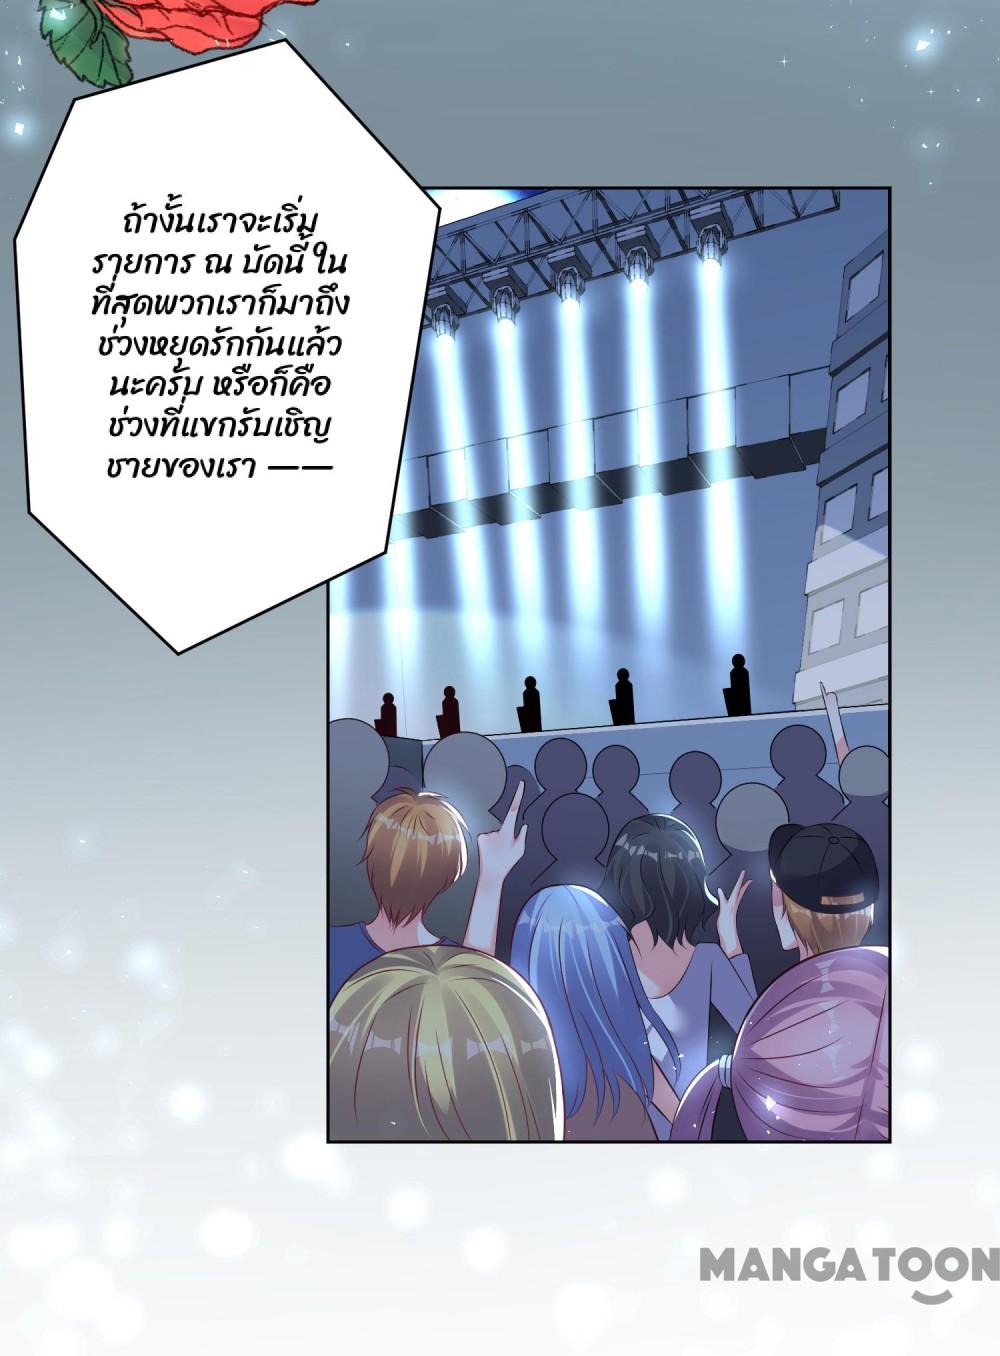 ถ้างั้นเราจะเริ่ม
รายการ ณ บัดนี้ ใน
ที่สุดพวกเราก็มาถึง
ช่วงหยุดรักกันแล้ว
นะครับ หรือก็คือ
ช่วงที่แขกรับเชิญ
ชายของเรา ——
MANGATOON